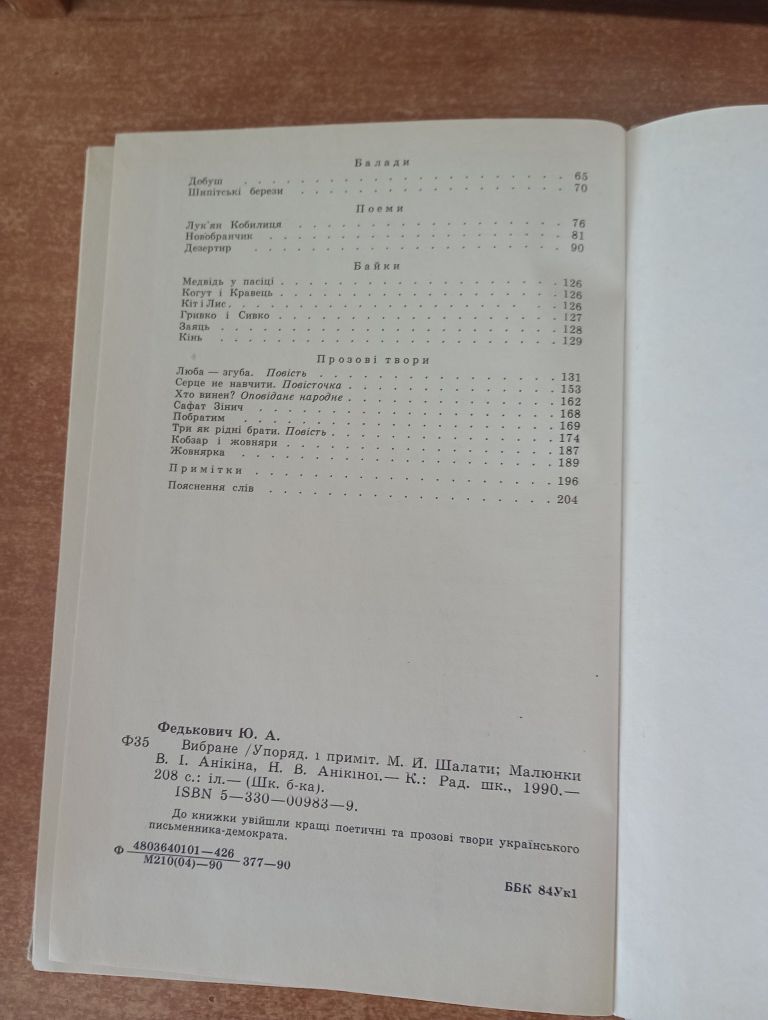 Балади
Добуш . . . . . . . . . . . . . . . . . . . 65
Шипітські берези . . . . . . . . . . . . . . . . 70
Поеми
Лук'ян Кобилиця . . . . . . . . . . . . . . . . 76
Новобранчик . . . . . . . . . . . . . . . . . . 81
Дезертир . . . . . . . . . . . . . . . . . . . 90
Байки
Медвідь у пасіці . . . . . . . . . . . . . . . . 126
Когут і Кравець . . . . . . . . . . . . . . . . 126
Кіт і Лис . . . . . . . . . . . . . . . . . . . 126
Гривко і Сивко . . . . . . . . . . . . . . . . . 127
Заяць . . . . . . . . . . . . . . . . . . . . 128
Кінь . . . . . . . . . . . . . . . . . . . . 129
Прозові твори
Люба — згуба. Повість . . . . . . . . . . . . . . 131
Серце не навчити. Повісточка . . . . . . . . . . . . 153
Хто винен? Оповідане народне . . . . . . . . . . . . 162
Сафат Зінич . . . . . . . . . . . . . . . . . . 168
Побратим . . . . . . . . . . . . . . . . . . . 169
Три як рідні брати. Повість . . . . . . . . . . . . . 174
Кобзар і жовняри . . . . . . . . . . . . . . . . 187
Жовнярка . . . . . . . . . . . . . . . . . . . 189
Примітки . . . . . . . . . . . . . . . . . . . 196
Пояснення слів . . . . . . . . . . . . . . . . . 204
Федькович Ю. А.
Ф35 Вибране /Упоряд. і приміт. М. Й. Шалати; Малюнки
В. І. Анікіна, Н. В. Анікіної.— К.: Рад. шк., 1990.—
208 с.: іл.— (Шк. б-ка).
ISBN 5—330—00983—9.
До книжки увійшли кращі поетичні та прозові твори українського
письменника-демократа.
Ф 4803640101—426
М210(04)—90 377—90
ББК 84Ук1